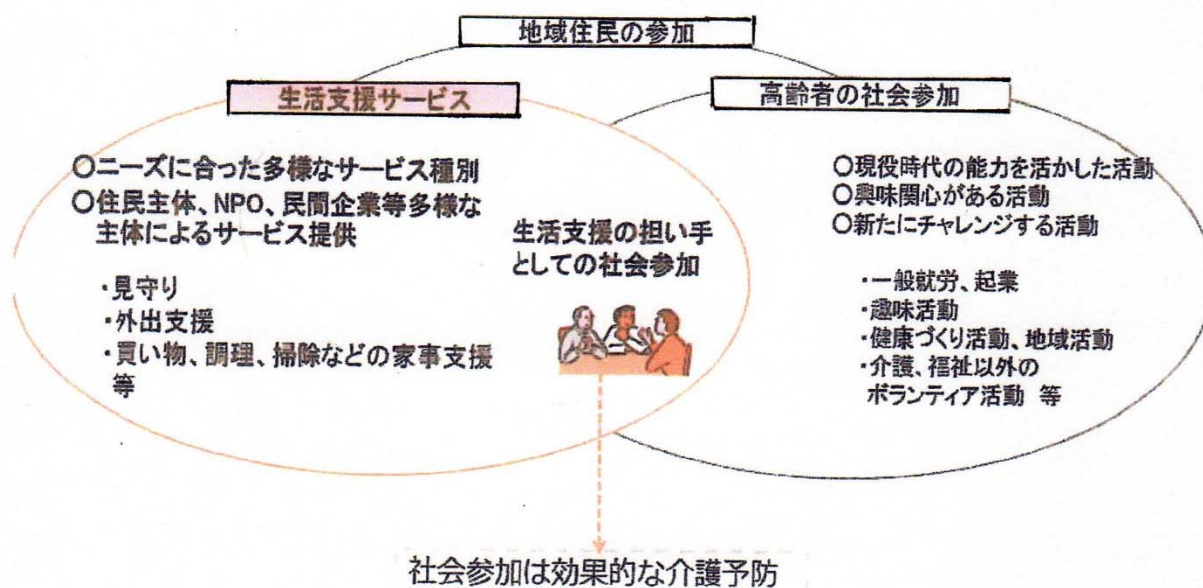 地域住民の参加
生活支援サービス
〇ニーズに合った多様なサービス種別
〇住民主体、NPO、民間企業等多様な
主体によるサービス提供
・見守り
・外出支援
・買い物、調理、掃除などの家事支援
等
生活支援の担い手
としての社会参加
高齢者の社会参加
〇現役時代の能力を活かした活動
〇興味関心がある活動
〇新たにチャレンジする活動
・一般就労、起業
・趣味活動
・健康づくり活動、地域活動
・介護、福祉以外の
ボランティア活動 等
社会参加は効果的な介護予防